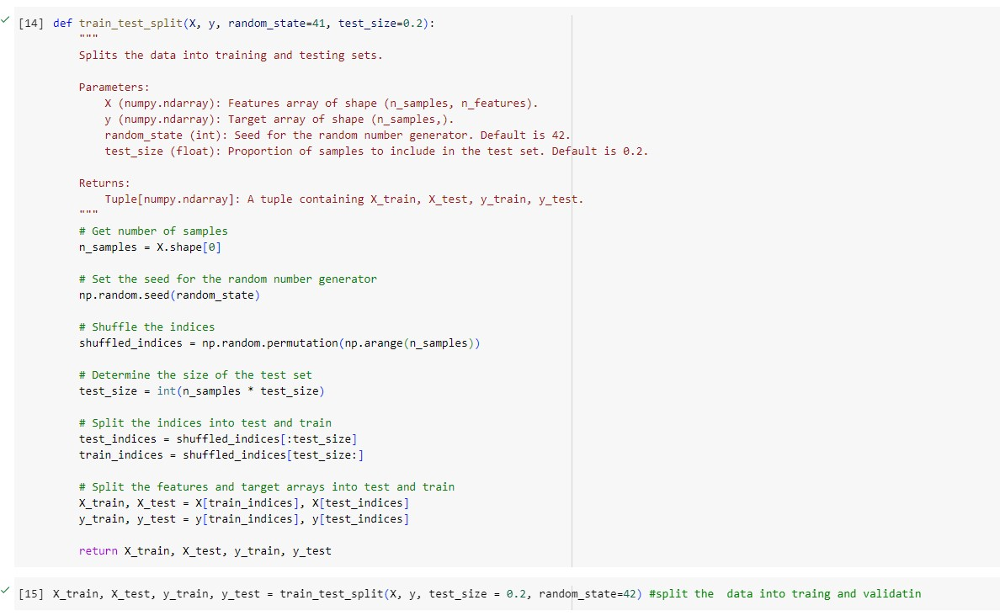 [14] def train_test_split(X, y, random_state=41, test_size=0.2):
"""
Splits the data into training and testing sets.
Parameters:
X (numpy.ndarray): Features array of shape (n_samples, n_features).
y (numpy.ndarray): Target array of shape (n_samples,).
random_state (int): Seed for the random number generator. Default is 42.
test_size (float): Proportion of samples to include in the test set. Default is 0.2.
Returns:
Tuple[numpy.ndarray]: A tuple containing X_train, X_test, y_train, y_test.
"""
# Get number of samples
n_samples = X.shape[0]
# Set the seed for the random number generator
np.random.seed(random_state)
# Shuffle the indices
shuffled_indices = np.random.permutation(np.arange(n_samples))
# Determine the size of the test set
test_size = int(n_samples * test_size)
# Split the indices into test and train
test_indices = shuffled_indices[:test_size]
train_indices = shuffled_indices[test_size:]
# Split the features and target arrays into test and train
X_train, X_test = X[train_indices], X[test_indices]
y_train, y_test = y[train_indices], y[test_indices]
return X_train, X_test, y_train, y_test
[15] X_train, X_test, y_train, y_test = train_test_split(X, y, test_size = 0.2, random_state=42) #split the  data into traing and validatin